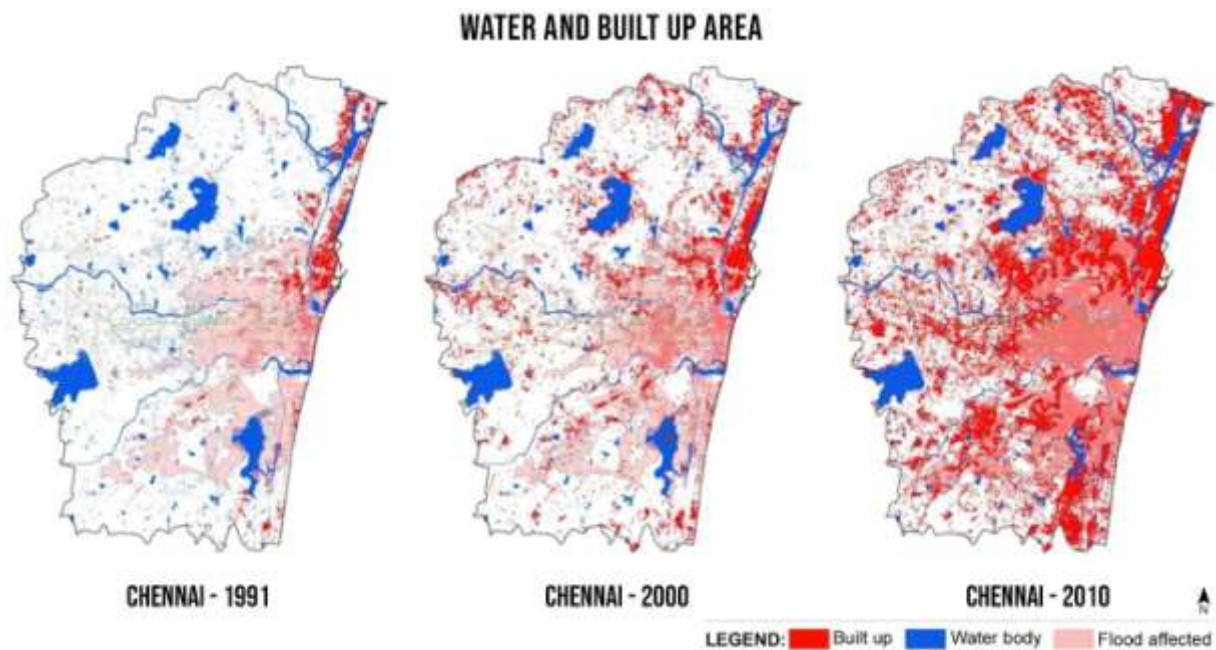 WATER AND BUILT UP AREA
CHENNAI - 1991
CHENNAI - 2000
CHENNAI - 2010
N
LEGEND: Built up Water body Flood affected